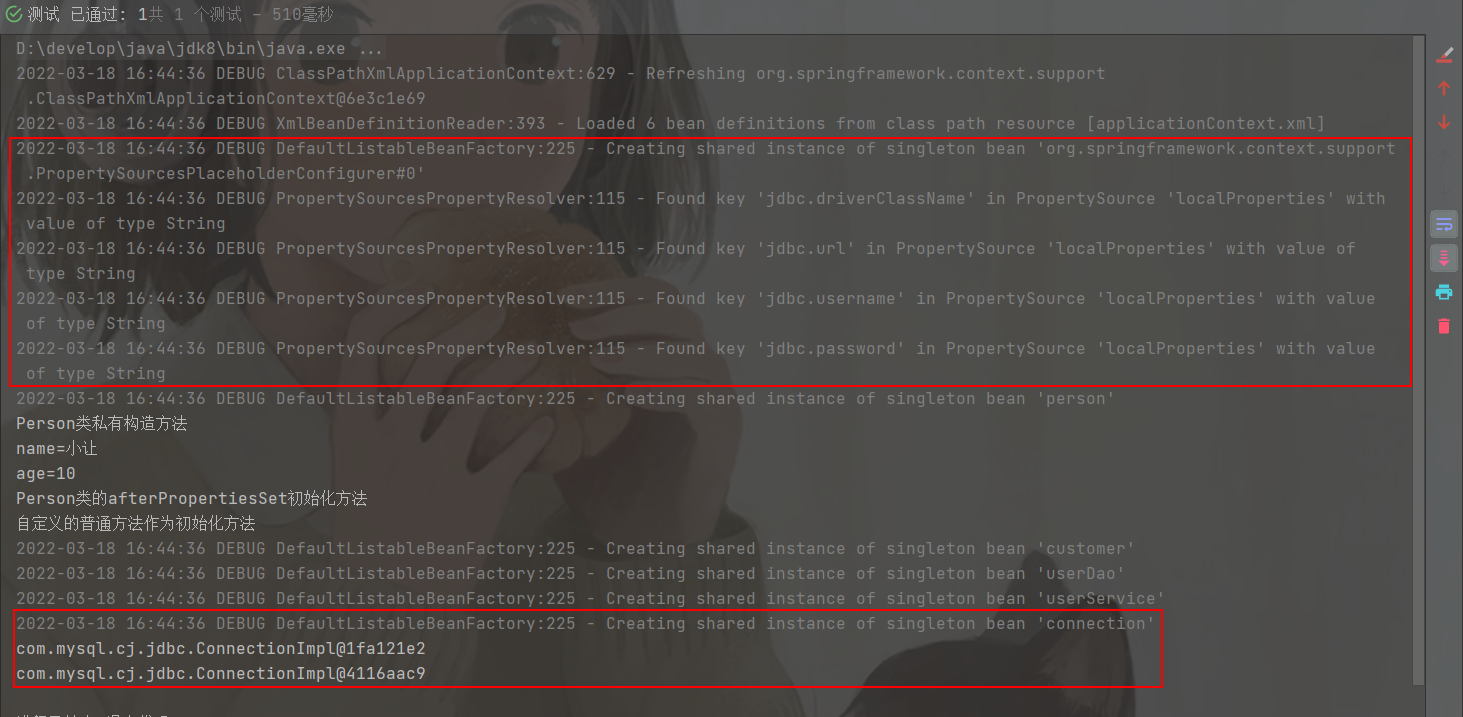 测试 已通过: 1共 1 个测试 – 510毫秒
D:\develop\java\jdk8\bin\java.exe ...
2022-03-18 16:44:36 DEBUG ClassPathXmlApplicationContext:629 - Refreshing org.springframework.context.support
.ClassPathXmlApplicationContext@6e3c1e69
2022-03-18 16:44:36 DEBUG XmlBeanDefinitionReader:393 - Loaded 6 bean definitions from class path resource [applicationContext.xml]
2022-03-18 16:44:36 DEBUG DefaultListableBeanFactory:225 - Creating shared instance of singleton bean 'org.springframework.context.support
.PropertySourcesPlaceholderConfigurer#0'
2022-03-18 16:44:36 DEBUG PropertySourcesPropertyResolver:115 - Found key 'jdbc.driverClassName' in PropertySource 'localProperties' with
value of type String
2022-03-18 16:44:36 DEBUG PropertySourcesPropertyResolver:115 - Found key 'jdbc.url' in PropertySource 'localProperties' with value of
type String
2022-03-18 16:44:36 DEBUG PropertySourcesPropertyResolver:115 - Found key 'jdbc.username' in PropertySource 'localProperties' with value
of type String
2022-03-18 16:44:36 DEBUG PropertySourcesPropertyResolver:115 - Found key 'jdbc.password' in PropertySource 'localProperties' with value
of type String
2022-03-18 16:44:36 DEBUG DefaultListableBeanFactory:225 - Creating shared instance of singleton bean 'person'
Person类私有构造方法
name=小让
age=10
Person类的afterPropertiesSet初始化方法
自定义的普通方法作为初始化方法
2022-03-18 16:44:36 DEBUG DefaultListableBeanFactory:225 - Creating shared instance of singleton bean 'customer'
2022-03-18 16:44:36 DEBUG DefaultListableBeanFactory:225 - Creating shared instance of singleton bean 'userDao'
2022-03-18 16:44:36 DEBUG DefaultListableBeanFactory:225 - Creating shared instance of singleton bean 'userService'
2022-03-18 16:44:36 DEBUG DefaultListableBeanFactory:225 - Creating shared instance of singleton bean 'connection'
com.mysql.cj.jdbc.ConnectionImpl@1fa121e2
com.mysql.cj.jdbc.ConnectionImpl@4116aac9